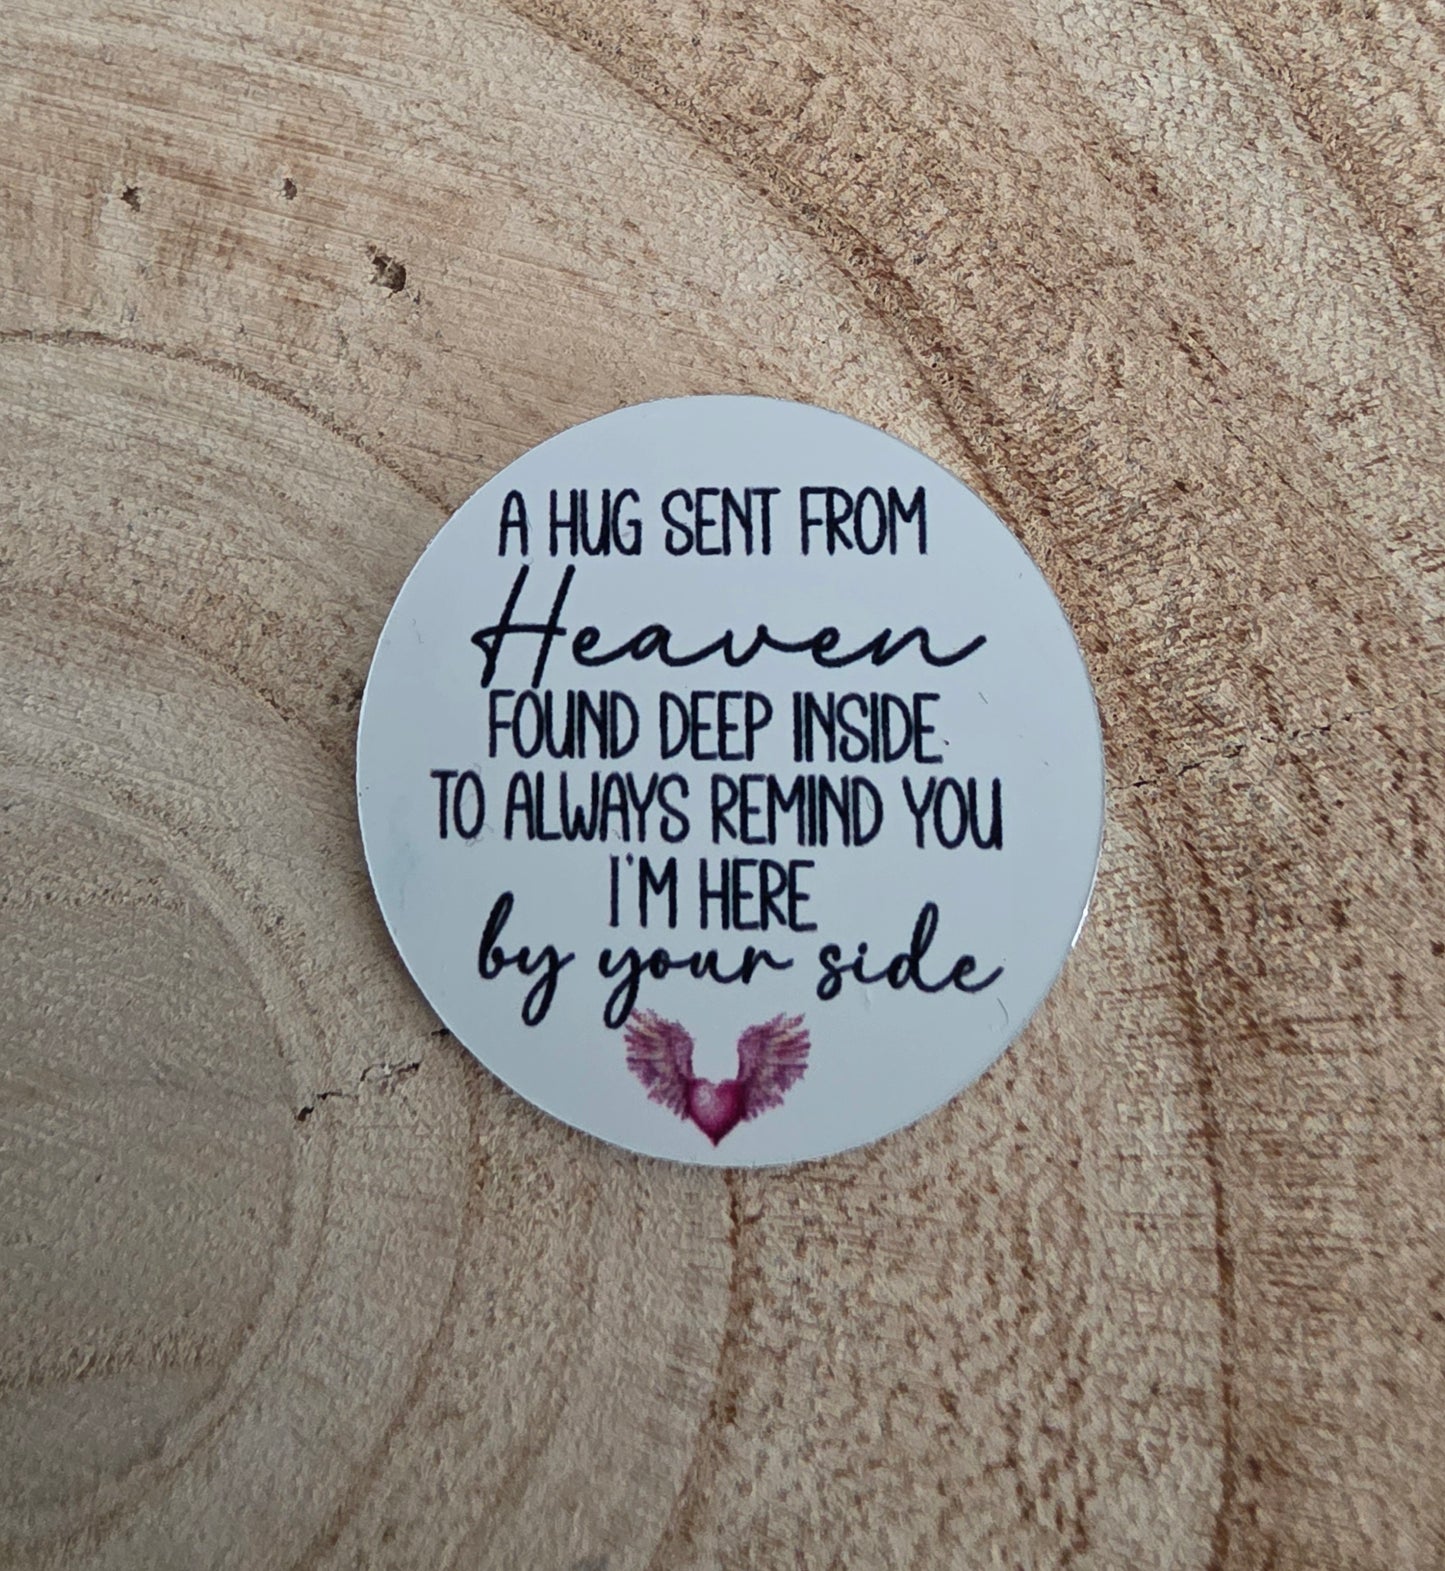 A HUG SENT FROM
Heaven
FOUND DEEP INSIDE
TO ALWAYS REMIND YOU
I'M HERE
by your side